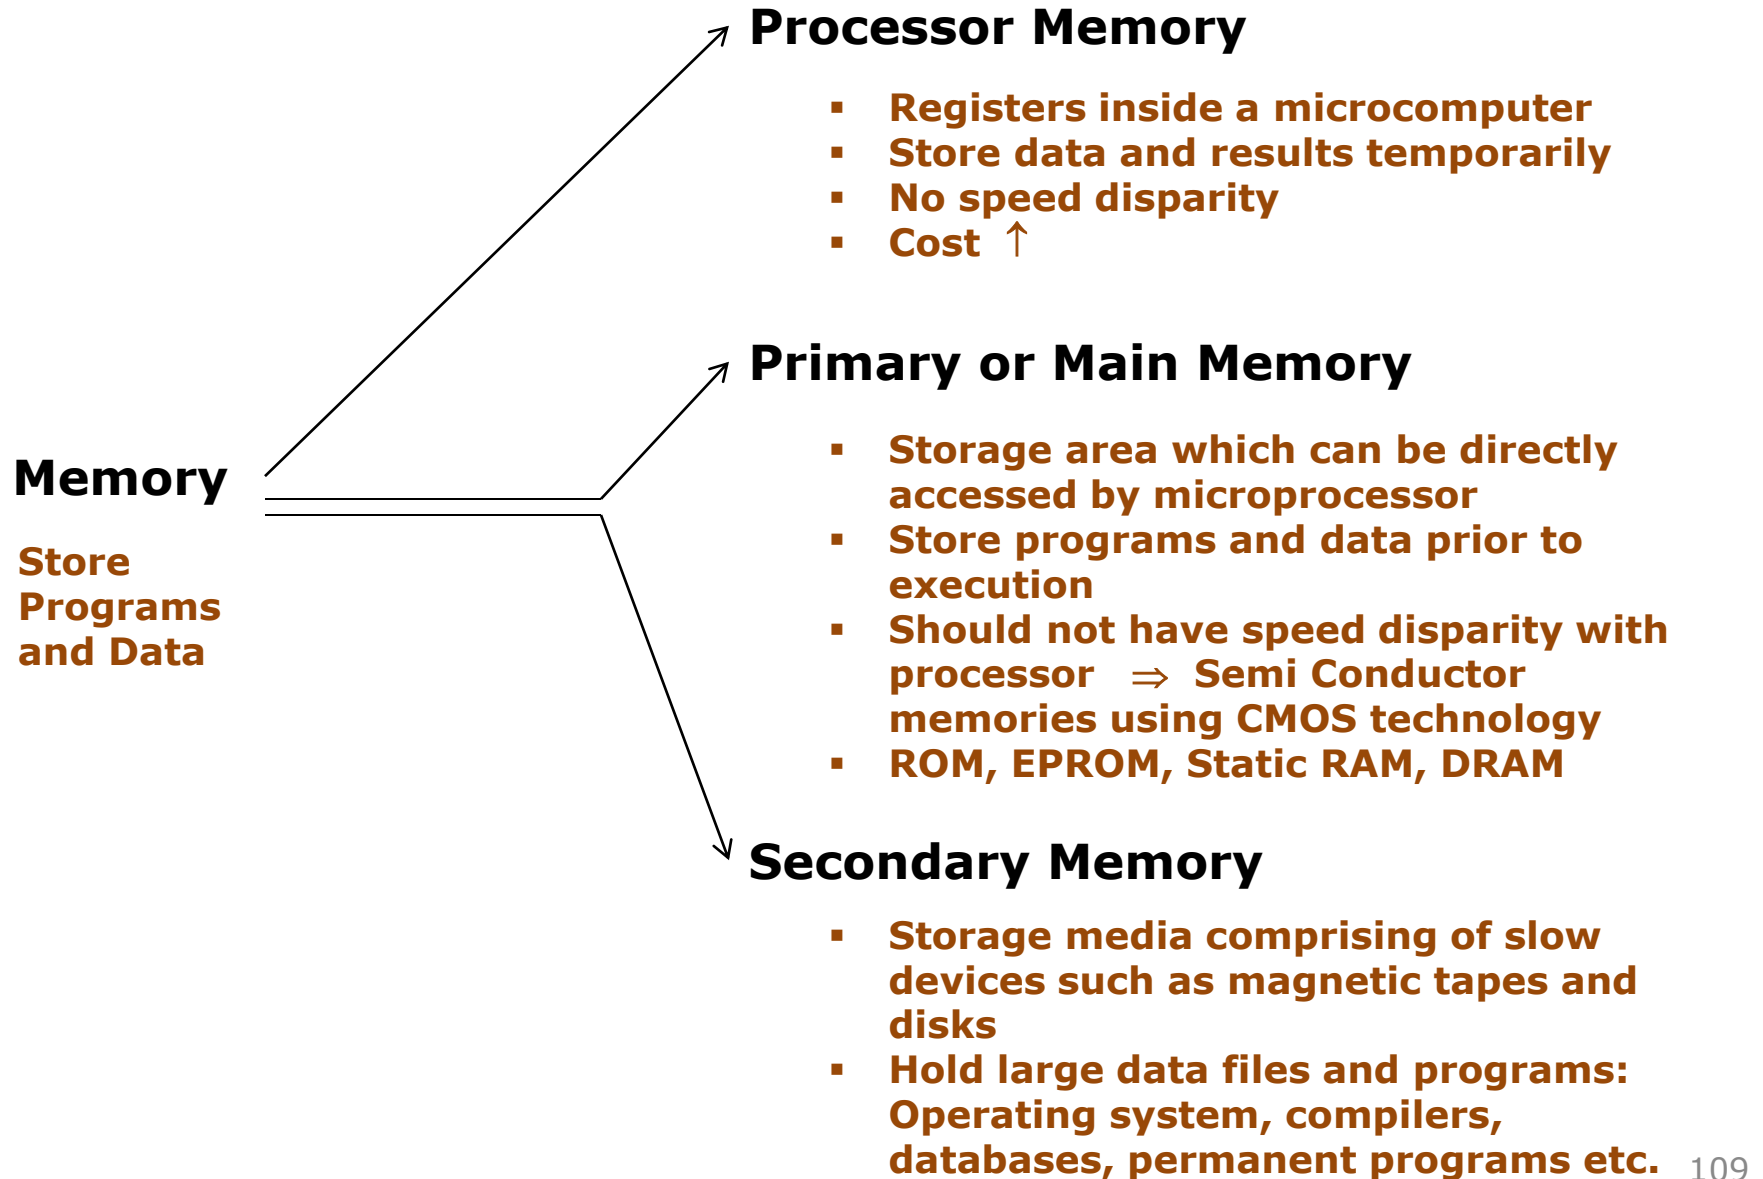 Processor Memory
▪ Registers inside a microcomputer
▪ Store data and results temporarily
▪ No speed disparity
▪ Cost ↑
Primary or Main Memory
▪ Storage area which can be directly
accessed by microprocessor
▪ Store programs and data prior to
execution
▪ Should not have speed disparity with
processor ⇒ Semi Conductor
memories using CMOS technology
▪ ROM, EPROM, Static RAM, DRAM
Memory
Store
Programs
and Data
Secondary Memory
▪ Storage media comprising of slow
devices such as magnetic tapes and
disks
▪ Hold large data files and programs:
Operating system, compilers,
databases, permanent programs etc.
109